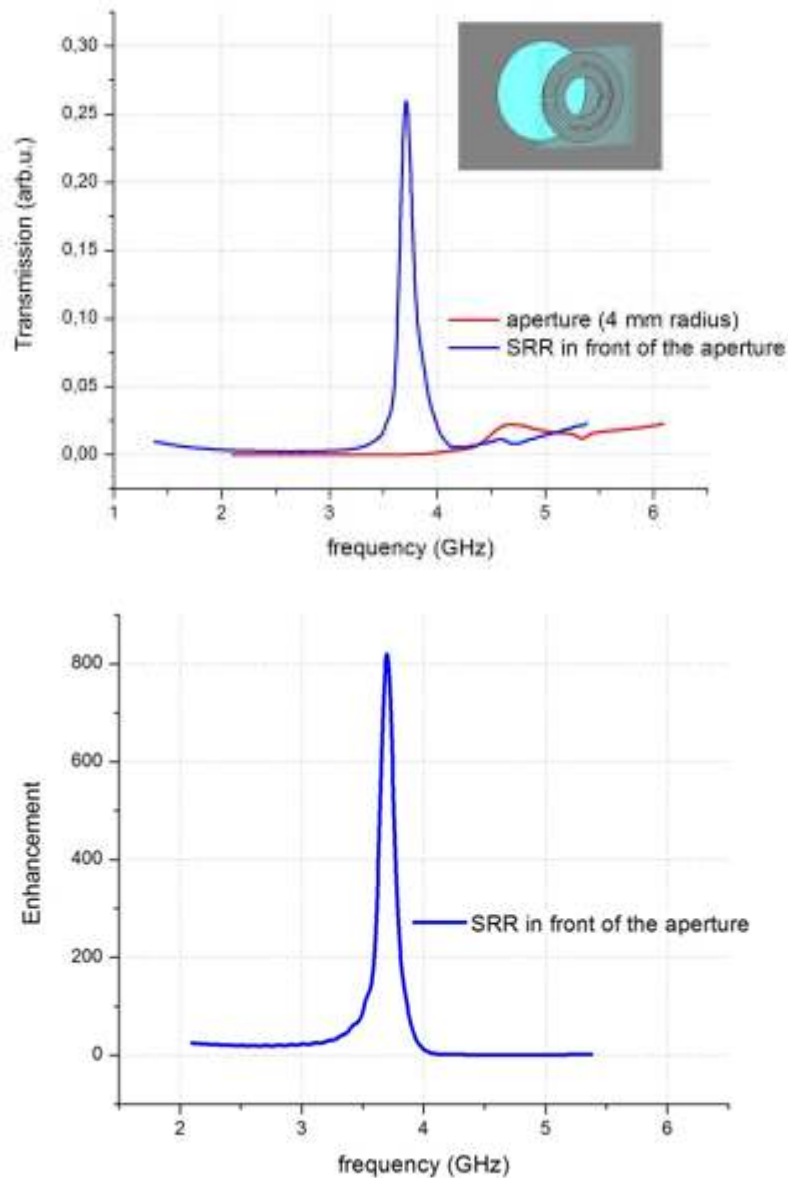 0,30
0,25
0,20
0,15
0,10
0,05
0,00
Transmission (arb.u.)
aperture (4 mm radius)
SRR in front of the aperture
1 2 3 4 5 6
frequency (GHz)
800
600
400
200
0
Enhancement
SRR in front of the aperture
2 3 4 5 6
frequency (GHz)